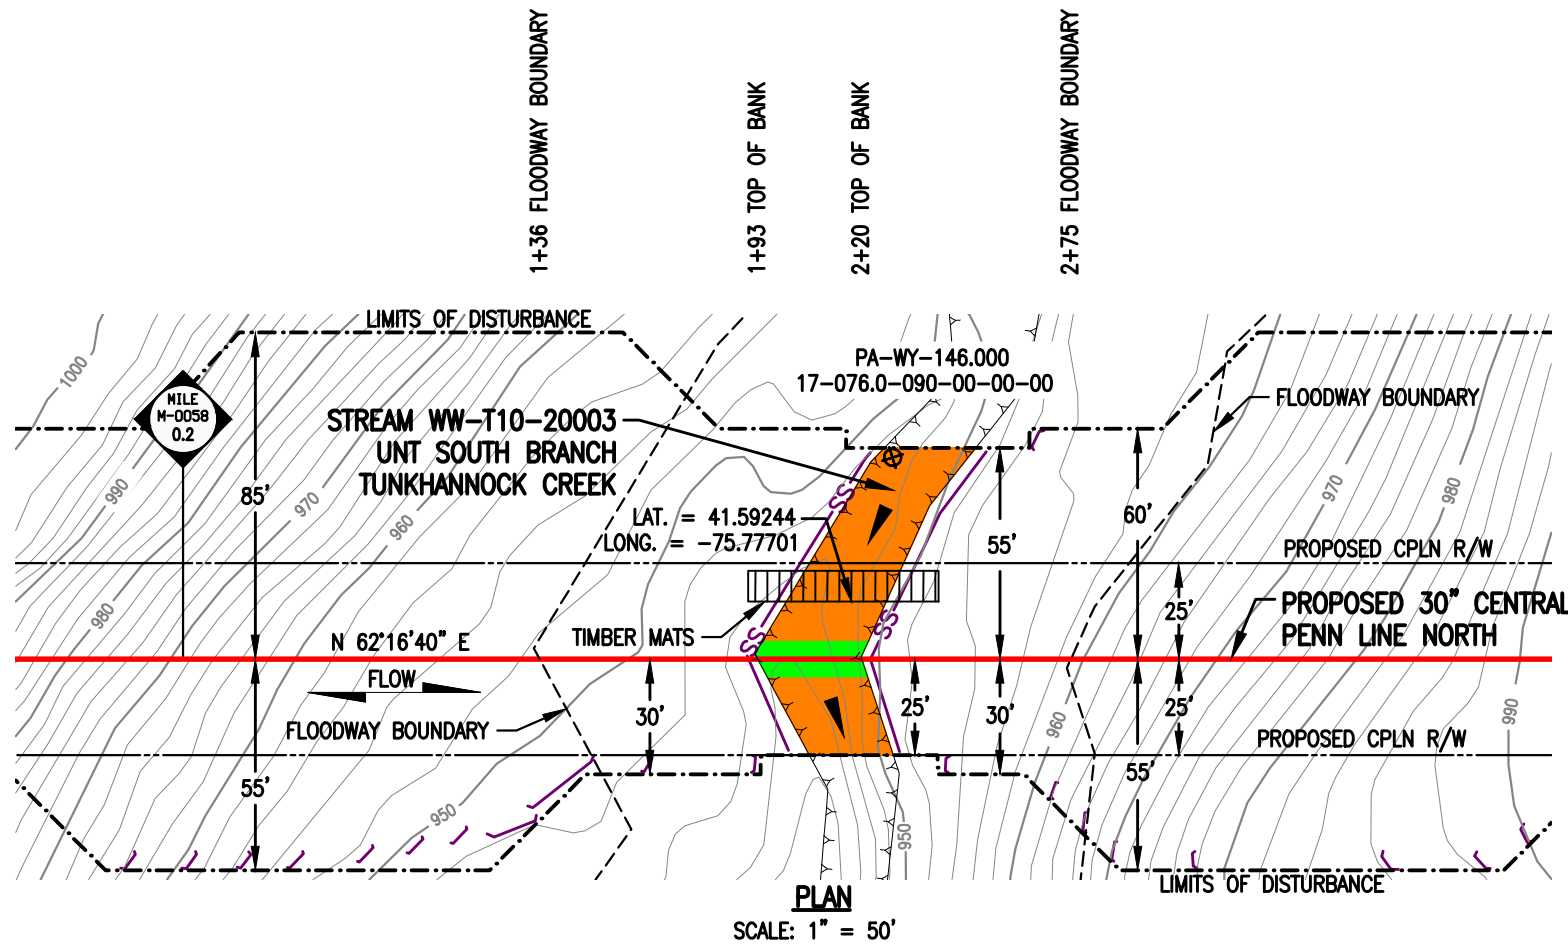 1+36 FLOODWAY BOUNDARY
1+93 TOP OF BANK
2+20 TOP OF BANK
2+75 FLOODWAY BOUNDARY
LIMITS OF DISTURBANCE
PA-WY-146.000
17-076.0-090-00-00-00
1000
MILE
M-0058
0.2
STREAM WW-T10-20003
UNT SOUTH BRANCH
TUNKHANNOCK CREEK
FLOODWAY BOUNDARY
990
85'
970
960
SS
LAT. = 41.59244
LONG. = -75.77701
55'
60'
970
980
PROPOSED CPLN R/W
980
25'
PROPOSED 30" CENTRAL
PENN LINE NORTH
N 62°16'40" E
TIMBER MATS
SS
SS
FLOW
FLOODWAY BOUNDARY
30'
25'
30'
960
25'
990
PROPOSED CPLN R/W
55'
55'
950
950
LIMITS OF DISTURBANCE
PLAN
SCALE: 1" = 50'